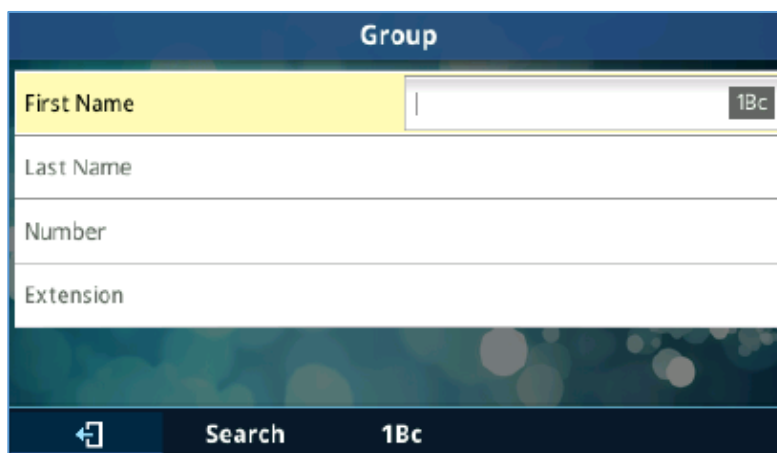 Group
First Name 1Bc
Last Name
Number
Extension
Search 1Bc